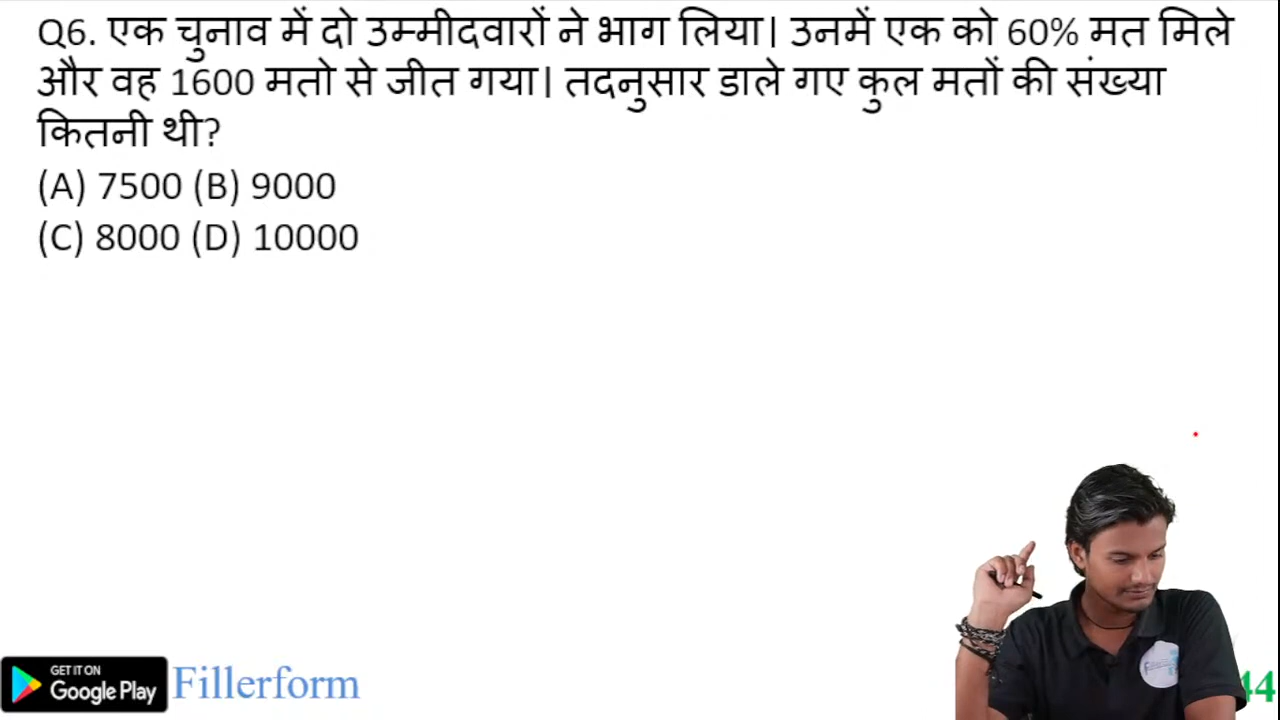 Q6. एक चुनाव में दो उम्मीदवारों ने भाग लिया। उनमें एक को 60% मत मिले
और वह 1600 मतो से जीत गया। तदनुसार डाले गए कुल मतों की संख्या
कितनी थी?
(A) 7500 (B) 9000
(C) 8000 (D) 10000
GET IT ON
Google Play
Fillerform
44